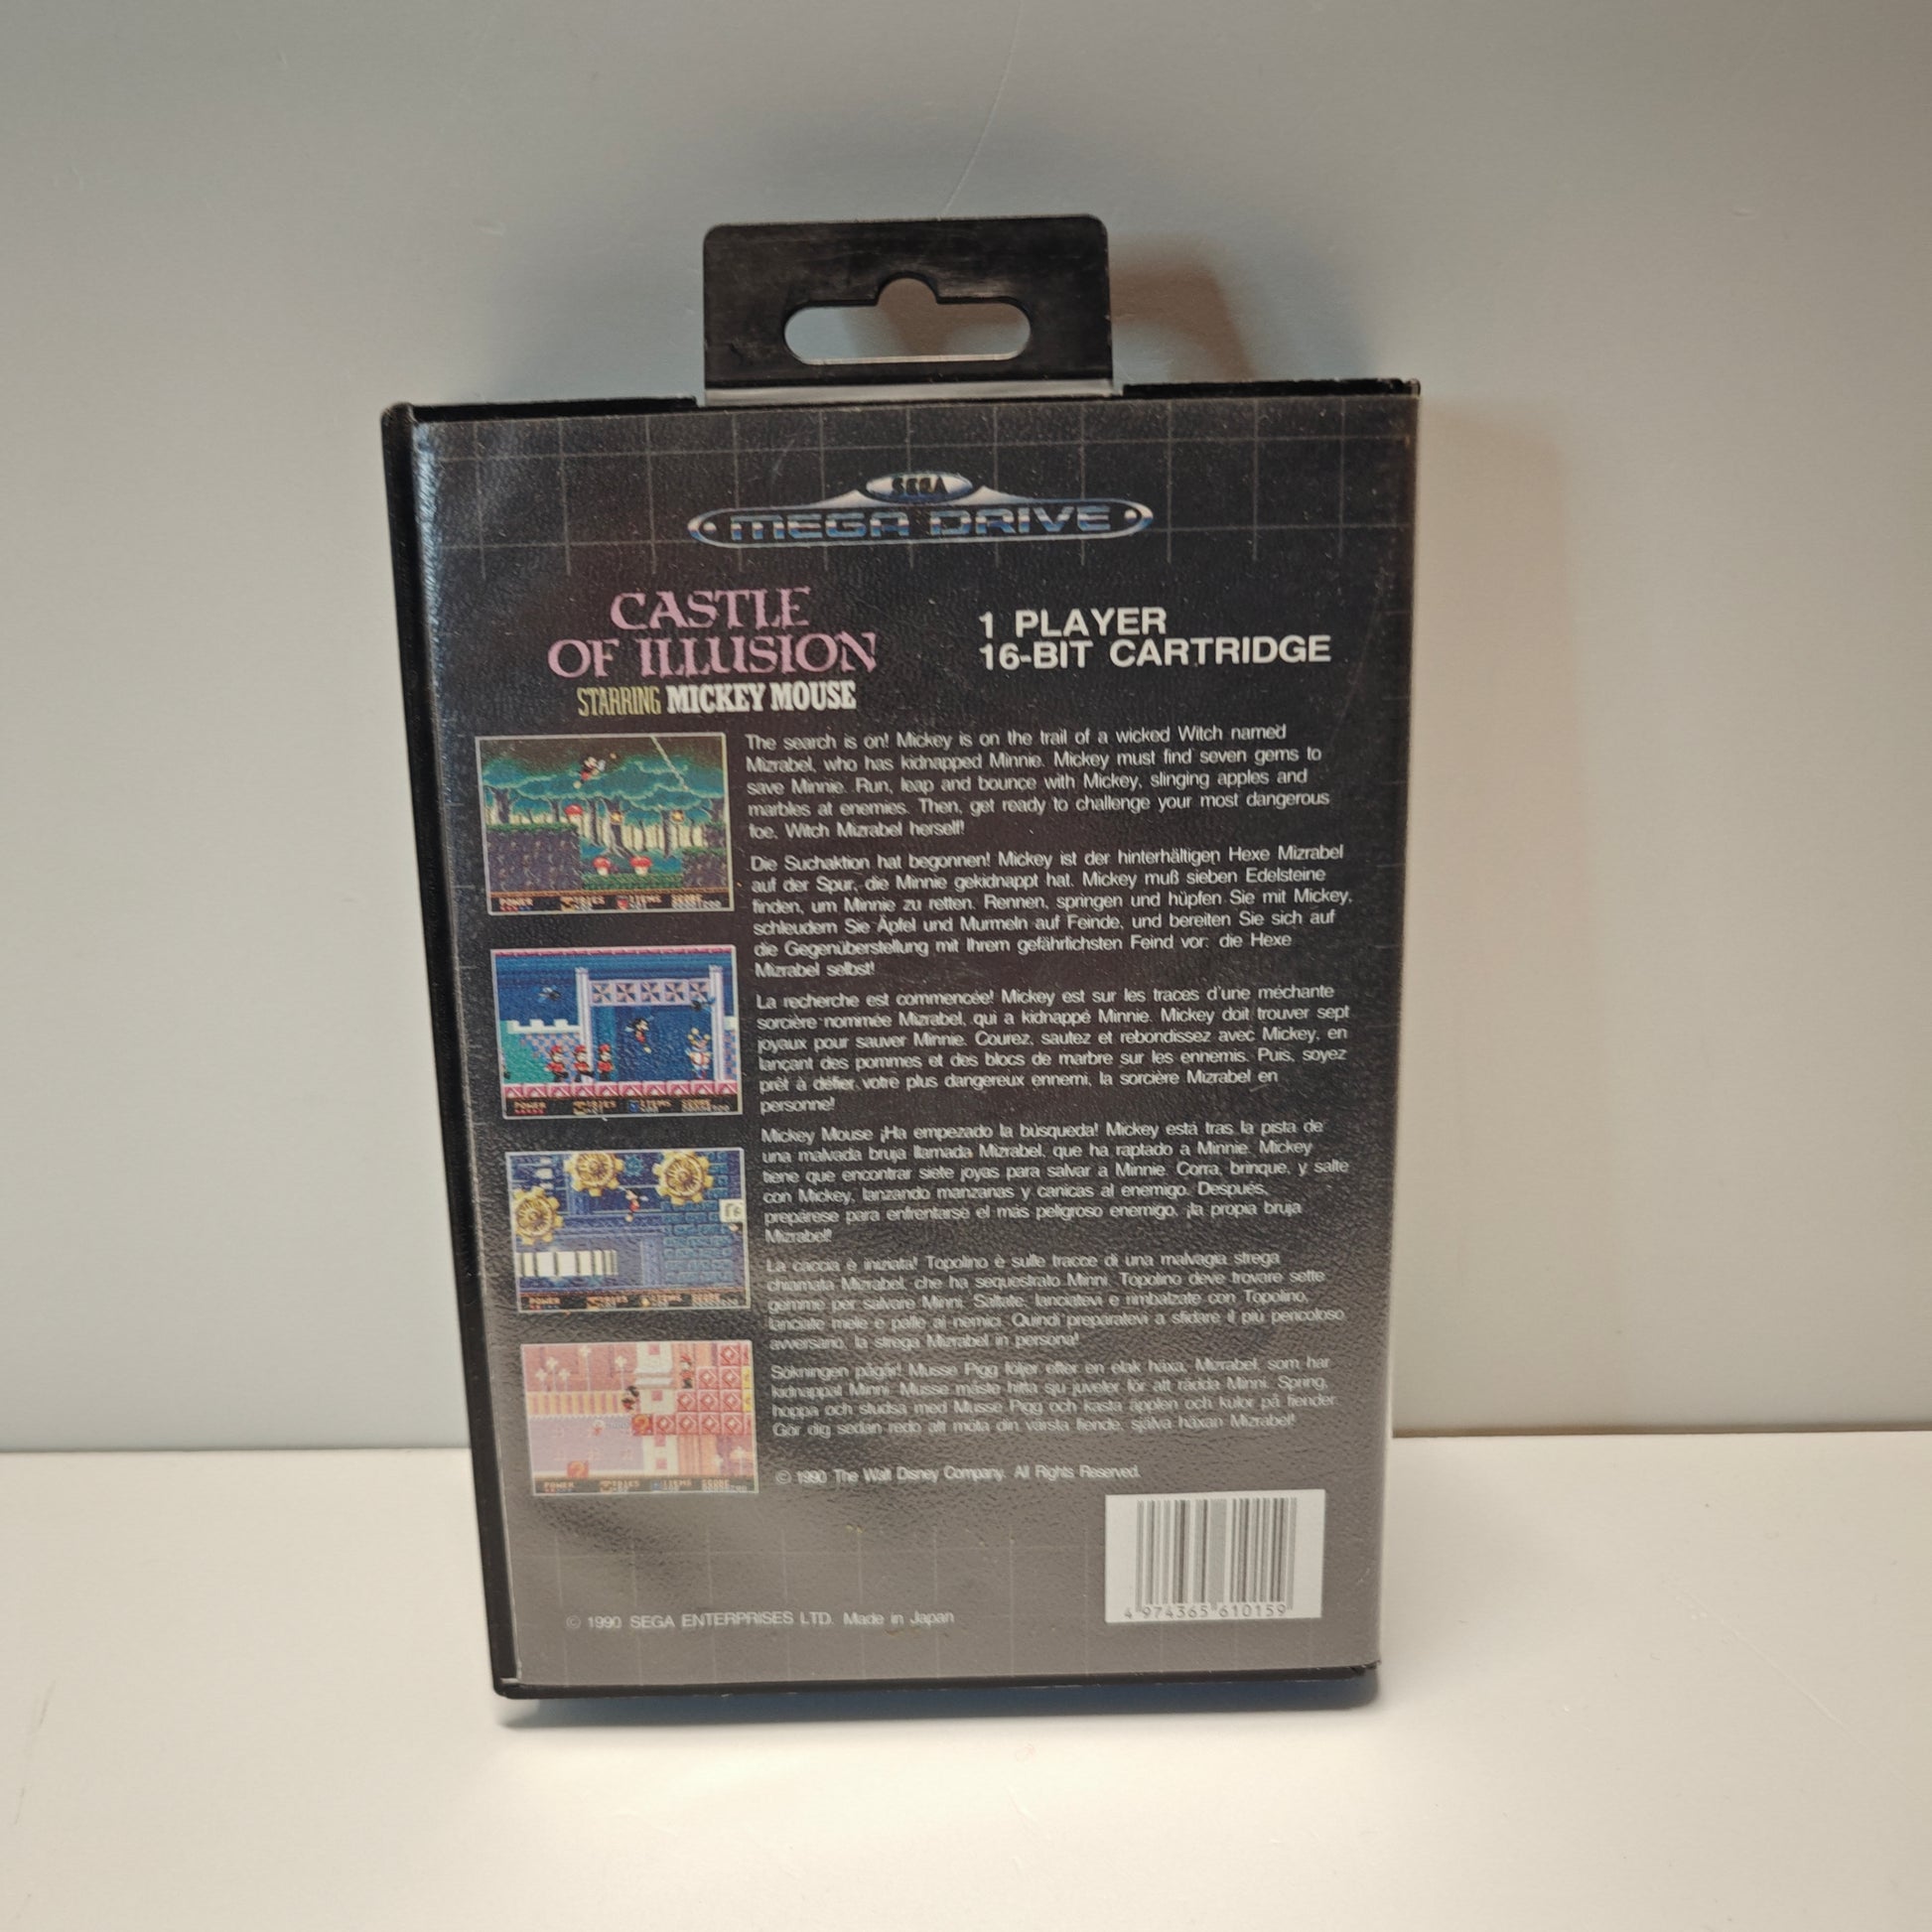 SEGA
MEGA DRIVE
CASTLE
OF ILLUSION
STARRING MICKEY MOUSE
1 PLAYER
16-BIT CARTRIDGE
The search is on! Mickey is on the trail of a wicked Witch named
Mizrabel, who has kidnapped Minnie. Mickey must find seven gems to
save Minnie. Run, leap and bounce with Mickey, slinging apples and
marbles at enemies. Then, get ready to challenge your most dangerous
foe, Witch Mizrabel herself!
Die Suchaktion hat begonnen! Mickey ist der hinterhältigen Hexe Mizrabel
auf der Spur, die Minnie gekidnappt hat. Mickey muß sieben Edelsteine
finden, um Minnie zu retten. Rennen, springen und hüpfen Sie mit Mickey,
schleudern Sie Äpfel und Murmeln auf Feinde, und bereiten Sie sich auf
die Gegenüberstellung mit Ihrem gefährlichsten Feind vor: die Hexe
Mizrabel selbst!
La recherche est commencée! Mickey est sur les traces d'une méchante
sorcière nommée Mizrabel, qui a kidnappé Minnie. Mickey doit trouver sept
joyaux pour sauver Minnie. Courez, sautez et rebondissez avec Mickey, en
lançant des pommes et des blocs de marbre sur les ennemis. Puis, soyez
prêt à défier votre plus dangereux ennemi, la sorcière Mizrabel en
personne!
Mickey Mouse ¡Ha empezado la búsqueda! Mickey está tras la pista de
una malvada bruja llamada Mizrabel, que ha raptado a Minnie. Mickey
tiene que encontrar siete joyas para salvar a Minnie. Corra, brinque, y salte
con Mickey, lanzando manzanas y canicas al enemigo. Después,
prepárese para enfrentarse el más peligroso enemigo, ¡la propia bruja
Mizrabel!
La caccia è iniziata! Topolino è sulle tracce di una malvagia strega
chiamata Mizrabel, che ha sequestrato Minni. Topolino deve trovare sette
gemme per salvare Minni. Saltate, lanciatevi e rimbalzate con Topolino,
lanciate mele e palle ai nemici. Quindi preparatevi a sfidare il più pericoloso
avversario, la strega Mizrabel in persona!
Sökningen pågår! Musse Pigg följer efter en elak häxa, Mizrabel, som har
kidnappat Minni. Musse måste hitta sju juveler för att rädda Minni. Spring,
hoppa och studsa med Musse Pigg och kasta äpplen och kulor på fiender.
Gör dig sedan redo att möta din värsta fiende, själva häxan Mizrabel!
© 1990 The Walt Disney Company. All Rights Reserved.
4 974365 610159
© 1990 SEGA ENTERPRISES LTD. Made in Japan
POWER ITEMS SCORE
POWER ITEMS SCORE
POWER
POWER ITEMS SCORE